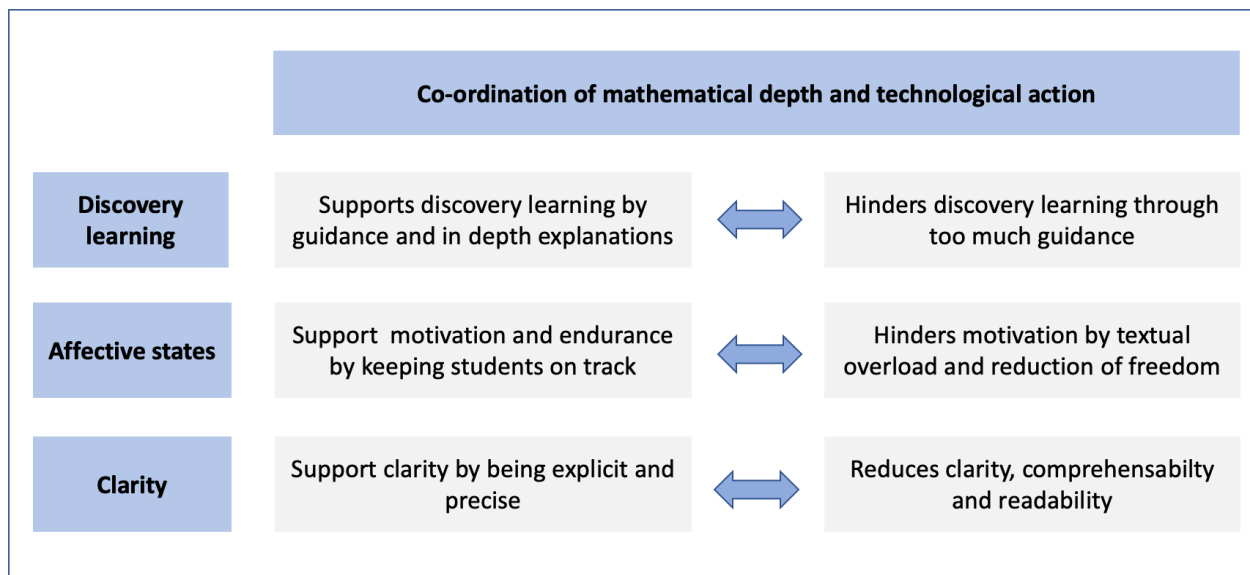 Co-ordination of mathematical depth and technological action
Discovery
learning
Supports discovery learning by
guidance and in depth explanations
Hinders discovery learning through
too much guidance
Affective states
Support  motivation and endurance
by keeping students on track
Hinders motivation by textual
overload and reduction of freedom
Clarity
Support clarity by being explicit and
precise
Reduces clarity, comprehensabilty
and readability